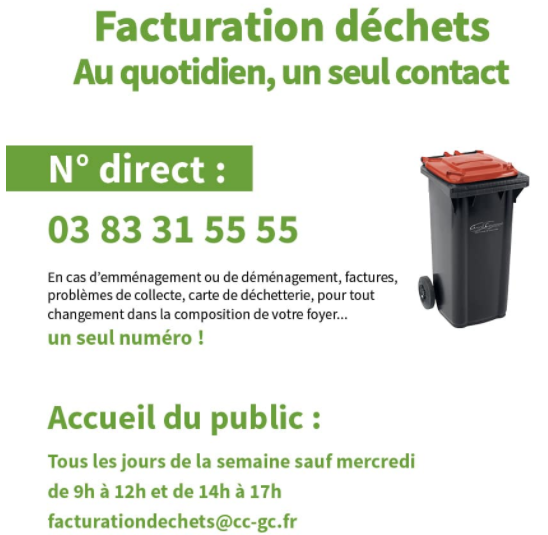 Facturation déchets
Au quotidien, un seul contact
N° direct :
03 83 31 55 55
En cas d'emménagement ou de déménagement, factures,
problèmes de collecte, carte de déchetterie, pour tout
changement dans la composition de votre foyer...
un seul numéro !
Accueil du public :
Tous les jours de la semaine sauf mercredi
de 9h à 12h et de 14h à 17h
facturationdechets@cc-gc.fr